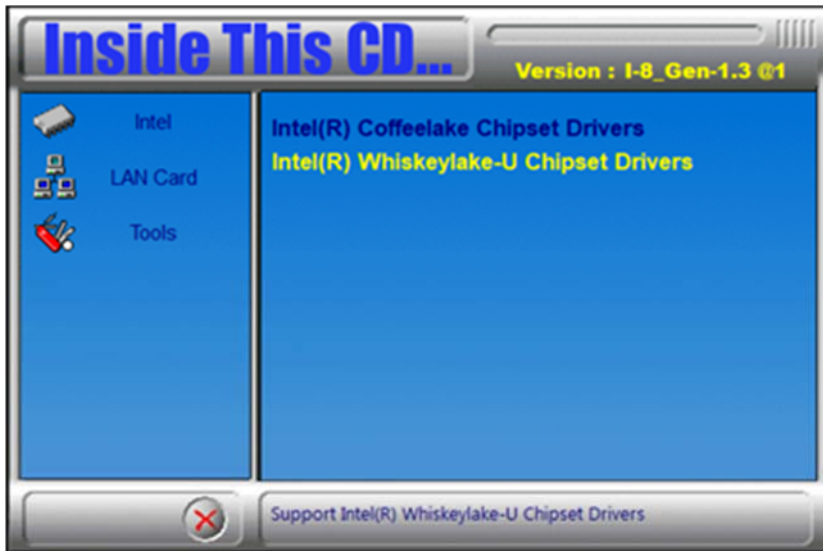 Inside This CD...
Version : I-8_Gen-1.3 @1
Intel
LAN Card
Tools
Intel(R) Coffeelake Chipset Drivers
Intel(R) Whiskeylake-U Chipset Drivers
Support Intel(R) Whiskeylake-U Chipset Drivers